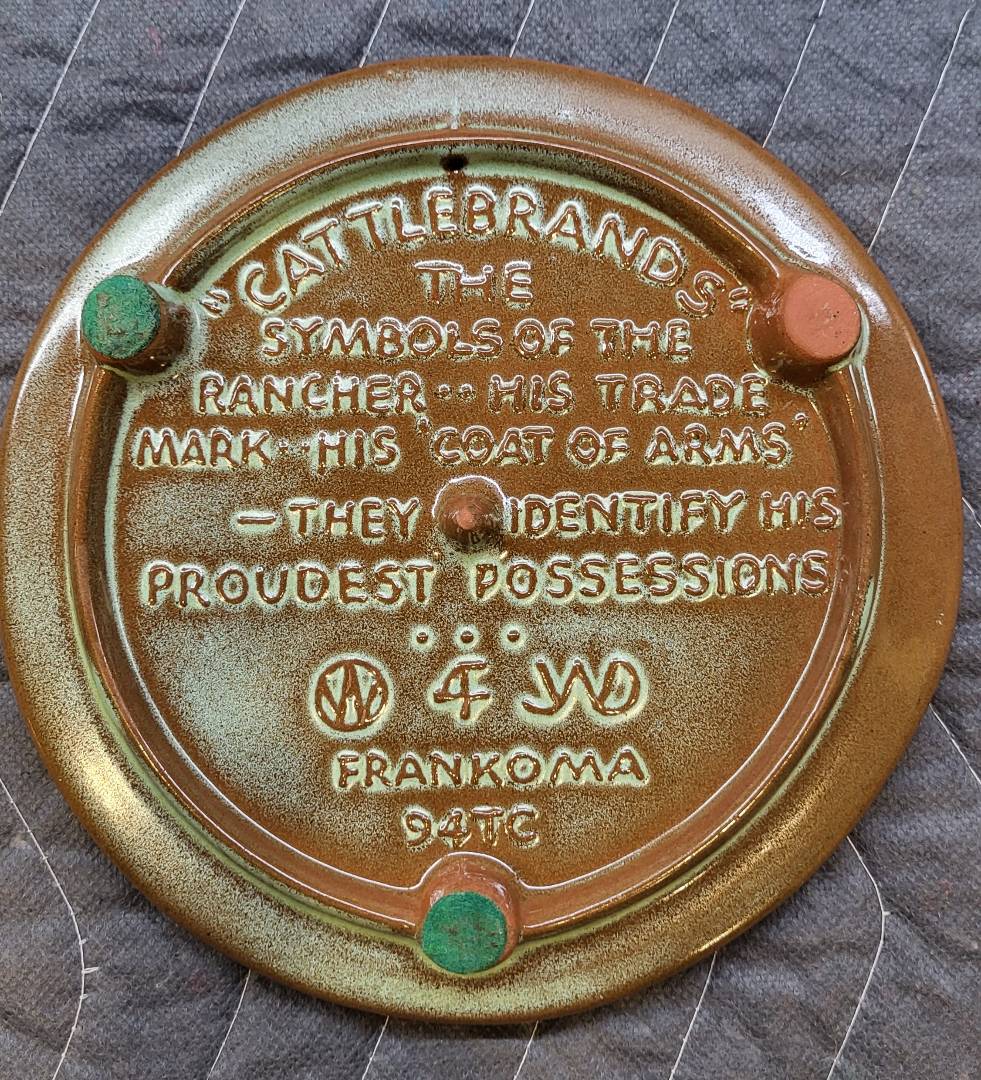 "CATTLEBRANDS"
THE
SYMBOLS OF THE
RANCHER·· HIS TRADE
MARK··HIS "COAT OF ARMS"
—THEY IDENTIFY HIS
PROUDEST POSSESSIONS
FRANKOMA
94TC